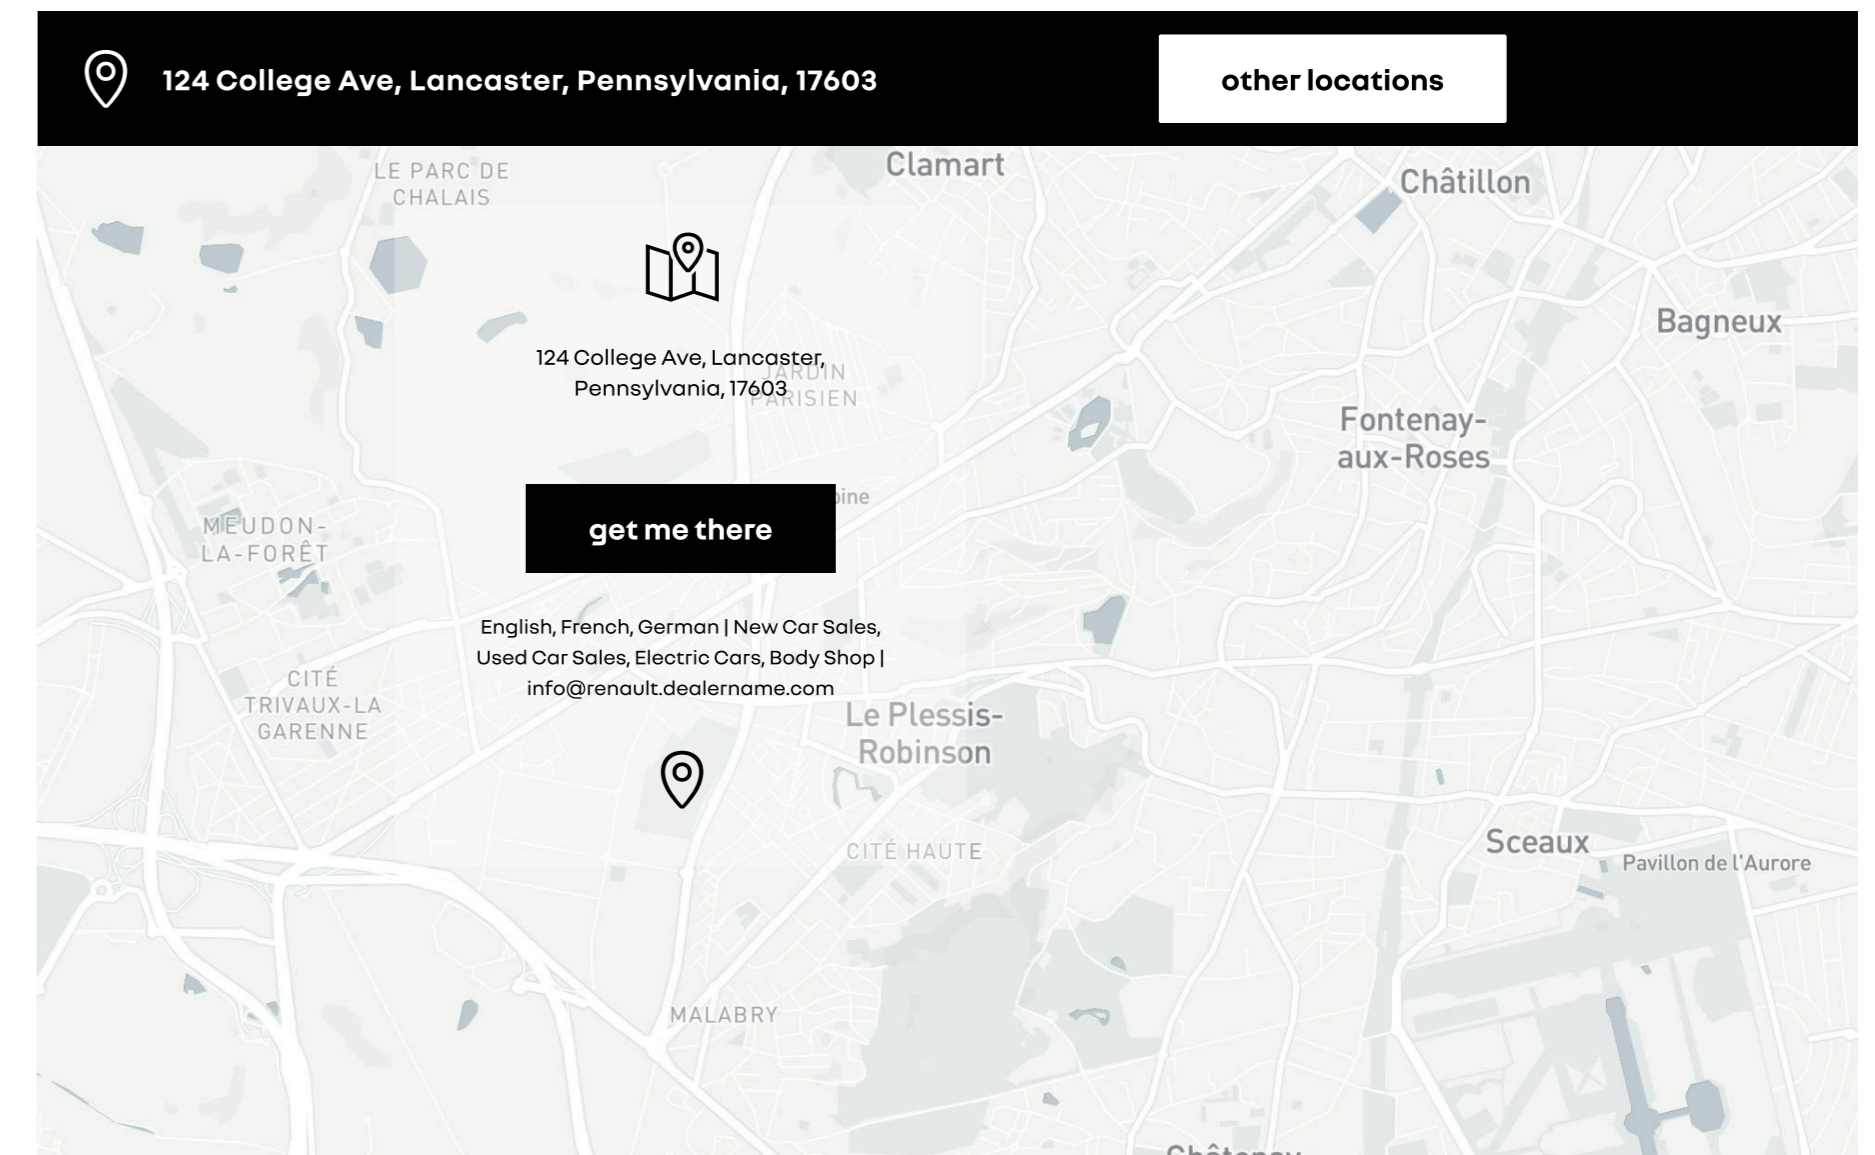 124 College Ave, Lancaster, Pennsylvania, 17603
other locations
LE PARC DE
CHALAIS
Clamart
Châtillon
Bagneux
124 College Ave, Lancaster,
Pennsylvania, 17603
JARDIN
PARISIEN
Fontenay-
aux-Roses
get me there
MEUDON-
LA-FORÊT
English, French, German | New Car Sales,
Used Car Sales, Electric Cars, Body Shop |
info@renault.dealername.com
CITÉ
TRIVAUX-LA
GARENNE
Le Plessis-
Robinson
CITÉ HAUTE
Sceaux
Pavillon de l'Aurore
MALABRY